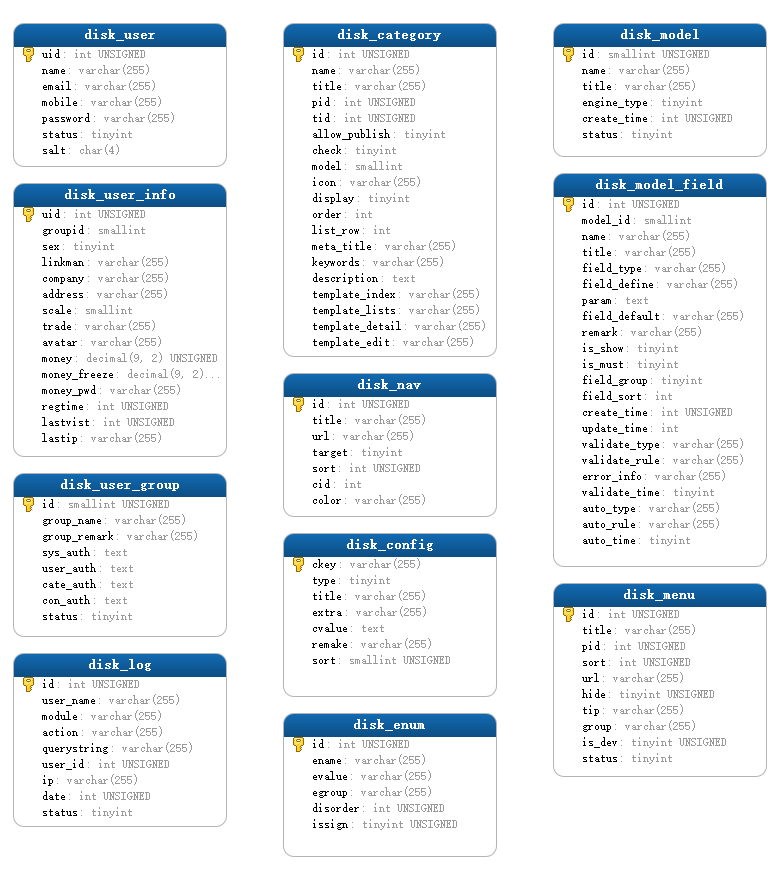 disk_user
uid: int UNSIGNED
name: varchar(255)
email: varchar(255)
mobile: varchar(255)
password: varchar(255)
status: tinyint
salt: char(4)
disk_user_info
uid: int UNSIGNED
groupid: smallint
sex: tinyint
linkman: varchar(255)
company: varchar(255)
address: varchar(255)
scale: smallint
trade: varchar(255)
avatar: varchar(255)
money: decimal(9, 2) UNSIGNED
money_freeze: decimal(9, 2)...
money_pwd: varchar(255)
regtime: int UNSIGNED
lastvist: int UNSIGNED
lastip: varchar(255)
disk_user_group
id: smallint UNSIGNED
group_name: varchar(255)
group_remark: varchar(255)
sys_auth: text
user_auth: text
cate_auth: text
con_auth: text
status: tinyint
disk_log
id: int UNSIGNED
user_name: varchar(255)
module: varchar(255)
action: varchar(255)
querystring: varchar(255)
user_id: int UNSIGNED
ip: varchar(255)
date: int UNSIGNED
status: tinyint
disk_category
id: int UNSIGNED
name: varchar(255)
title: varchar(255)
pid: int UNSIGNED
tid: int UNSIGNED
allow_publish: tinyint
check: tinyint
model: smallint
icon: varchar(255)
display: tinyint
order: int
list_row: int
meta_title: varchar(255)
keywords: varchar(255)
description: text
template_index: varchar(255)
template_lists: varchar(255)
template_detail: varchar(255)
template_edit: varchar(255)
disk_nav
id: int UNSIGNED
title: varchar(255)
url: varchar(255)
target: tinyint
sort: int UNSIGNED
cid: int
color: varchar(255)
disk_config
ckey: varchar(255)
type: tinyint
title: varchar(255)
extra: varchar(255)
cvalue: text
remake: varchar(255)
sort: smallint UNSIGNED
disk_enum
id: int UNSIGNED
ename: varchar(255)
evalue: varchar(255)
egroup: varchar(255)
disorder: int UNSIGNED
issign: tinyint UNSIGNED
disk_model
id: smallint UNSIGNED
name: varchar(255)
title: varchar(255)
engine_type: tinyint
create_time: int UNSIGNED
status: tinyint
disk_model_field
id: int UNSIGNED
model_id: smallint
name: varchar(255)
title: varchar(255)
field_type: varchar(255)
field_define: varchar(255)
param: text
field_default: varchar(255)
remark: varchar(255)
is_show: tinyint
is_must: tinyint
field_group: tinyint
field_sort: int
create_time: int UNSIGNED
update_time: int
validate_type: varchar(255)
validate_rule: varchar(255)
error_info: varchar(255)
validate_time: tinyint
auto_type: varchar(255)
auto_rule: varchar(255)
auto_time: tinyint
disk_menu
id: int UNSIGNED
title: varchar(255)
pid: int UNSIGNED
sort: int UNSIGNED
url: varchar(255)
hide: tinyint UNSIGNED
tip: varchar(255)
group: varchar(255)
is_dev: tinyint UNSIGNED
status: tinyint